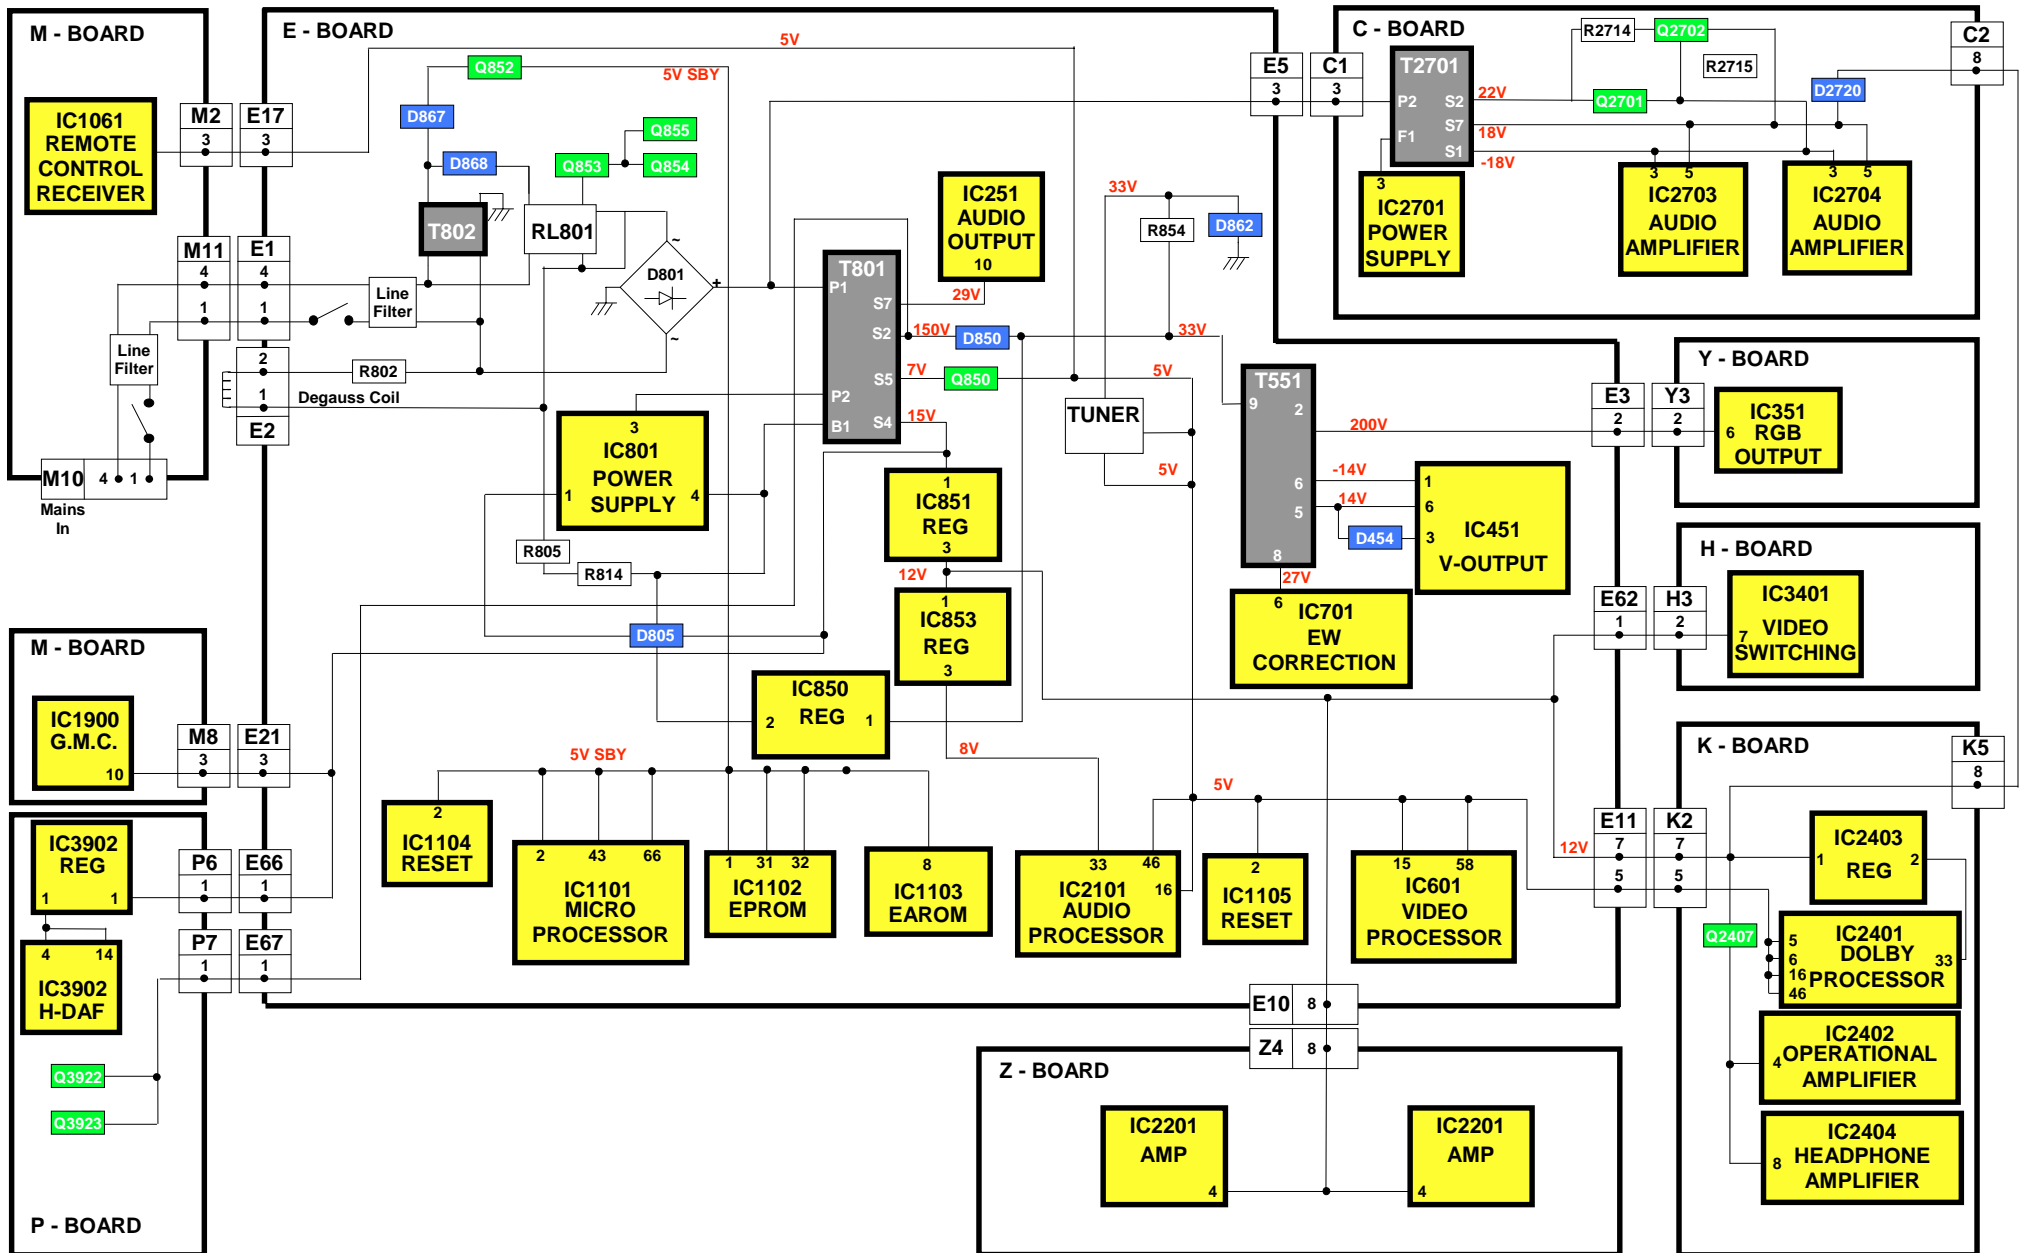 M - BOARD
IC1061
REMOTE
CONTROL
RECEIVER
M2
3
E17
3
M11
4
1
E1
4
1
Line
Filter
2
1
E2
Degauss Coil
M10
4
1
Mains
In
E - BOARD
5V
5V SBY
Q852
D867
D868
Q855
Q853
Q854
T802
RL801
Line
Filter
R802
D801
~
~
+
T801
P1
S7
S2
S5
P2
B1
S4
IC251
AUDIO
OUTPUT
10
29V
150V
D850
7V
Q850
15V
33V
R854
D862
33V
5V
TUNER
5V
3
IC801
POWER
SUPPLY
1
4
R805
R814
D805
1
IC851
REG
3
12V
1
IC853
REG
3
8V
IC850
REG
2
1
T551
9
2
6
5
8
200V
-14V
14V
D454
27V
1
6
3
IC451
V-OUTPUT
6
IC701
EW
CORRECTION
E5
3
C1
3
C - BOARD
T2701
P2
F1
S2
S7
S1
22V
18V
-18V
R2714
Q2702
R2715
Q2701
D2720
C2
8
3
IC2701
POWER
SUPPLY
3
5
IC2703
AUDIO
AMPLIFIER
3
5
IC2704
AUDIO
AMPLIFIER
E3
2
Y3
2
Y - BOARD
IC351
RGB
OUTPUT
6
E62
1
H3
2
H - BOARD
IC3401
VIDEO
SWITCHING
7
M - BOARD
IC1900
G.M.C.
10
M8
3
E21
3
5V SBY
2
IC1104
RESET
2
43
66
IC1101
MICRO
PROCESSOR
1
31
32
IC1102
EPROM
8
IC1103
EAROM
33
46
16
IC2101
AUDIO
PROCESSOR
5V
2
IC1105
RESET
15
58
IC601
VIDEO
PROCESSOR
12V
E11
7
5
K2
7
5
K - BOARD
K5
8
IC2403
REG
1
2
Q2407
IC2401
DOLBY
PROCESSOR
5
6
16
46
33
IC2402
OPERATIONAL
AMPLIFIER
4
IC2404
HEADPHONE
AMPLIFIER
8
IC3902
REG
1
1
P6
1
E66
1
4
14
IC3902
H-DAF
P7
1
E67
1
Q3922
Q3923
P - BOARD
E10
8
Z4
8
Z - BOARD
IC2201
AMP
4
IC2201
AMP
4